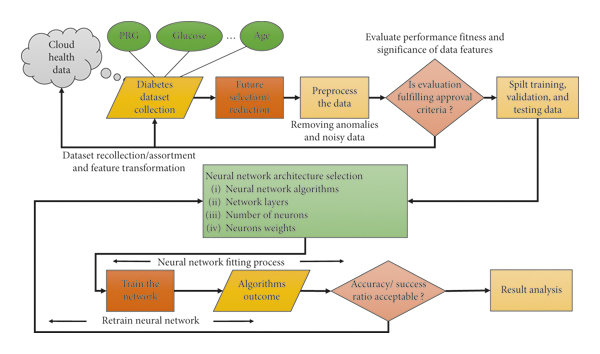 Evaluate performance fitness and
significance of data features
Cloud
health
data
PRG
Glucose
...
Age
Diabetes
dataset
collection
Future
selection/
reduction
Preprocess
the data
Removing anomalies
and noisy data
Is evaluation
fulfilling approval
criteria ?
Spilt training,
validation, and
testing data
Dataset recollection/assortment
and feature transformation
Neural network architecture selection
(i) Neural network algorithms
(ii) Network layers
(iii) Number of neurons
(iv) Neurons weights
Neural network fitting process
Train the
network
Algorithms
outcome
Accuracy/ success
ratio acceptable ?
Result analysis
Retrain neural network